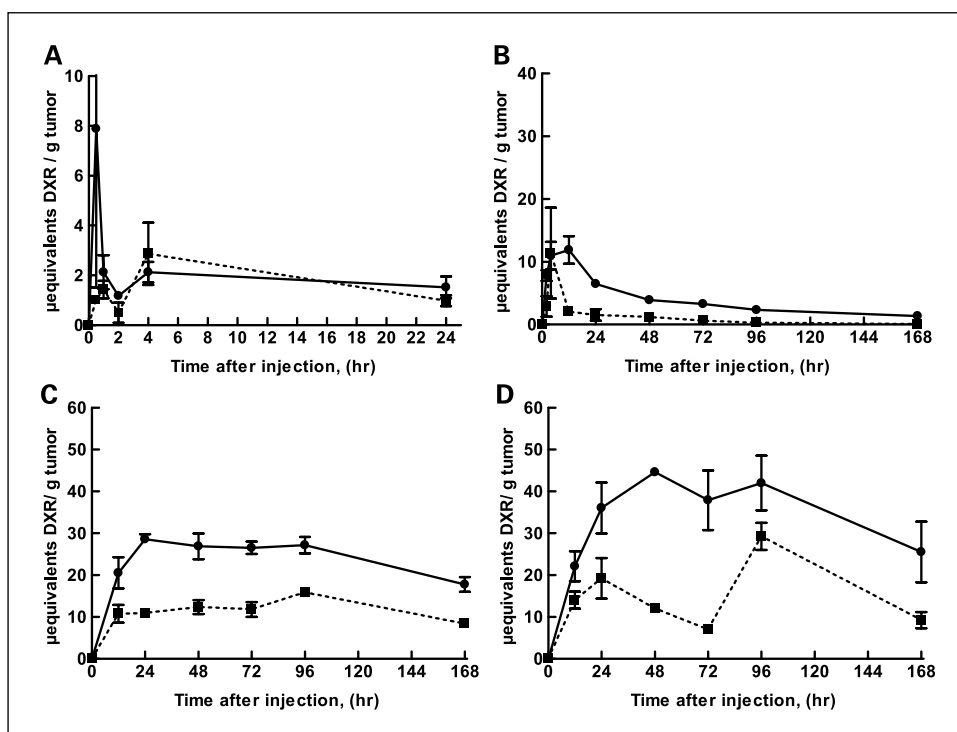 A
µequivalents DXR / g tumor
10
8
6
4
2
0
0 2 4 6 8 10 12 14 16 18 20 22 24
Time after injection, (hr)
B
µequivalents DXR / g tumor
40
30
20
10
0
0 24 48 72 96 120 144 168
Time after injection, (hr)
C
µequivalents DXR/ g tumor
60
50
40
30
20
10
0
0 24 48 72 96 120 144 168
Time after injection, (hr)
D
µequivalents DXR/ g tumor
60
50
40
30
20
10
0
0 24 48 72 96 120 144 168
Time after injection, (hr)